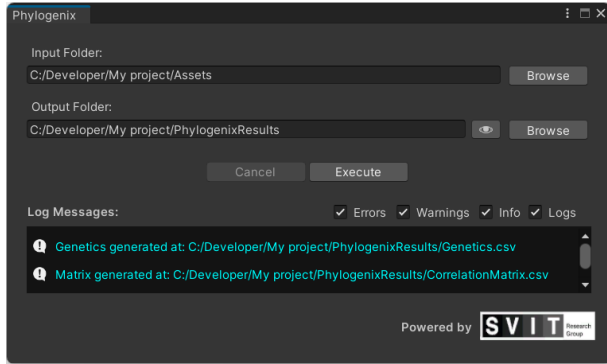 Phylogenix
Input Folder:
C:/Developer/My project/Assets
Browse
Output Folder:
C:/Developer/My project/PhylogenixResults
Browse
Cancel
Execute
Log Messages:
Errors
Warnings
Info
Logs
Genetics generated at: C:/Developer/My project/PhylogenixResults/Genetics.csv
Matrix generated at: C:/Developer/My project/PhylogenixResults/CorrelationMatrix.csv
Powered by
SVIT
Research
Group